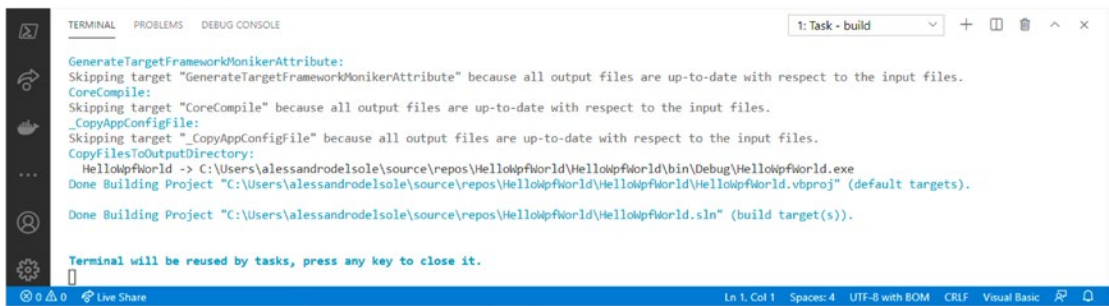 TERMINAL PROBLEMS DEBUG CONSOLE 1: Task - build
GenerateTargetFrameworkMonikerAttribute:
Skipping target "GenerateTargetFrameworkMonikerAttribute" because all output files are up-to-date with respect to the input files.
CoreCompile:
Skipping target "CoreCompile" because all output files are up-to-date with respect to the input files.
_CopyAppConfigFile:
Skipping target "_CopyAppConfigFile" because all output files are up-to-date with respect to the input files.
CopyFilesToOutputDirectory:
HelloWpfWorld -> C:\Users\alessandrodelsole\source\repos\HelloWpfWorld\HelloWpfWorld\bin\Debug\HelloWpfWorld.exe
Done Building Project "C:\Users\alessandrodelsole\source\repos\HelloWpfWorld\HelloWpfWorld\HelloWpfWorld.vbproj" (default targets).
Done Building Project "C:\Users\alessandrodelsole\source\repos\HelloWpfWorld\HelloWpfWorld.sln" (build target(s)).
Terminal will be reused by tasks, press any key to close it.
0 0 Live Share Ln 1, Col 1 Spaces: 4 UTF-8 with BOM CRLF Visual Basic